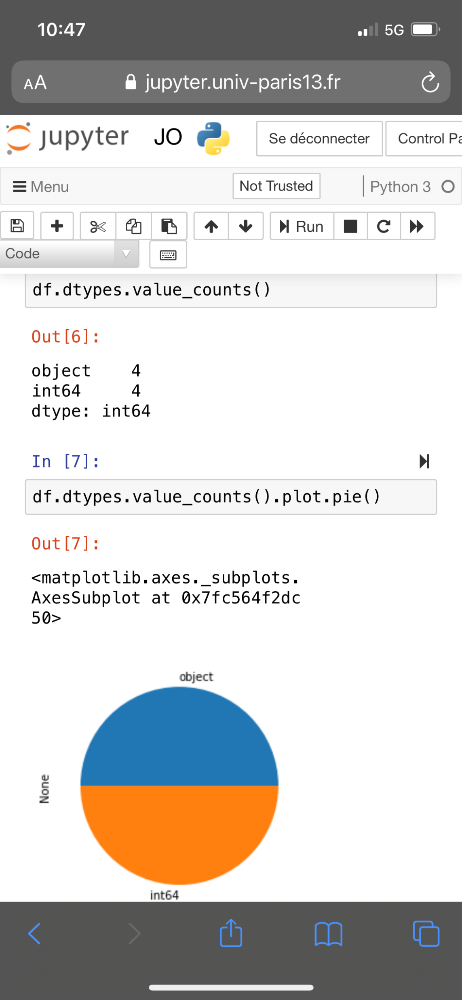 10:47
5G
AA
jupyter.univ-paris13.fr
jupyter
JO
Se déconnecter
Control Pa
Menu
Not Trusted
Python 3
Run
Code
df.dtypes.value_counts()
Out[6]:
object    4
int64     4
dtype: int64
In [7]:
df.dtypes.value_counts().plot.pie()
Out[7]:
<matplotlib.axes._subplots.
AxesSubplot at 0x7fc564f2dc
50>
object
None
int64